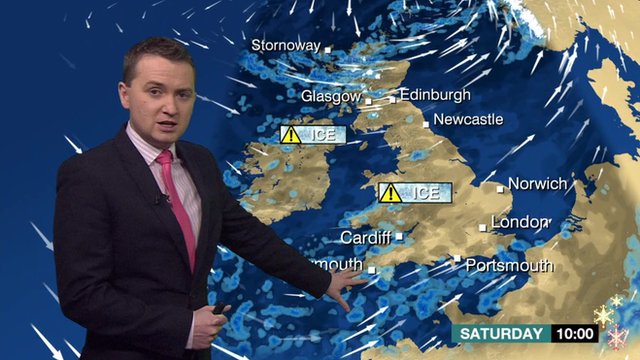 Stornoway
Glasgow
Edinburgh
Newcastle
ICE
ICE
Norwich
London
Cardiff
mouth
Portsmouth
SATURDAY 10:00